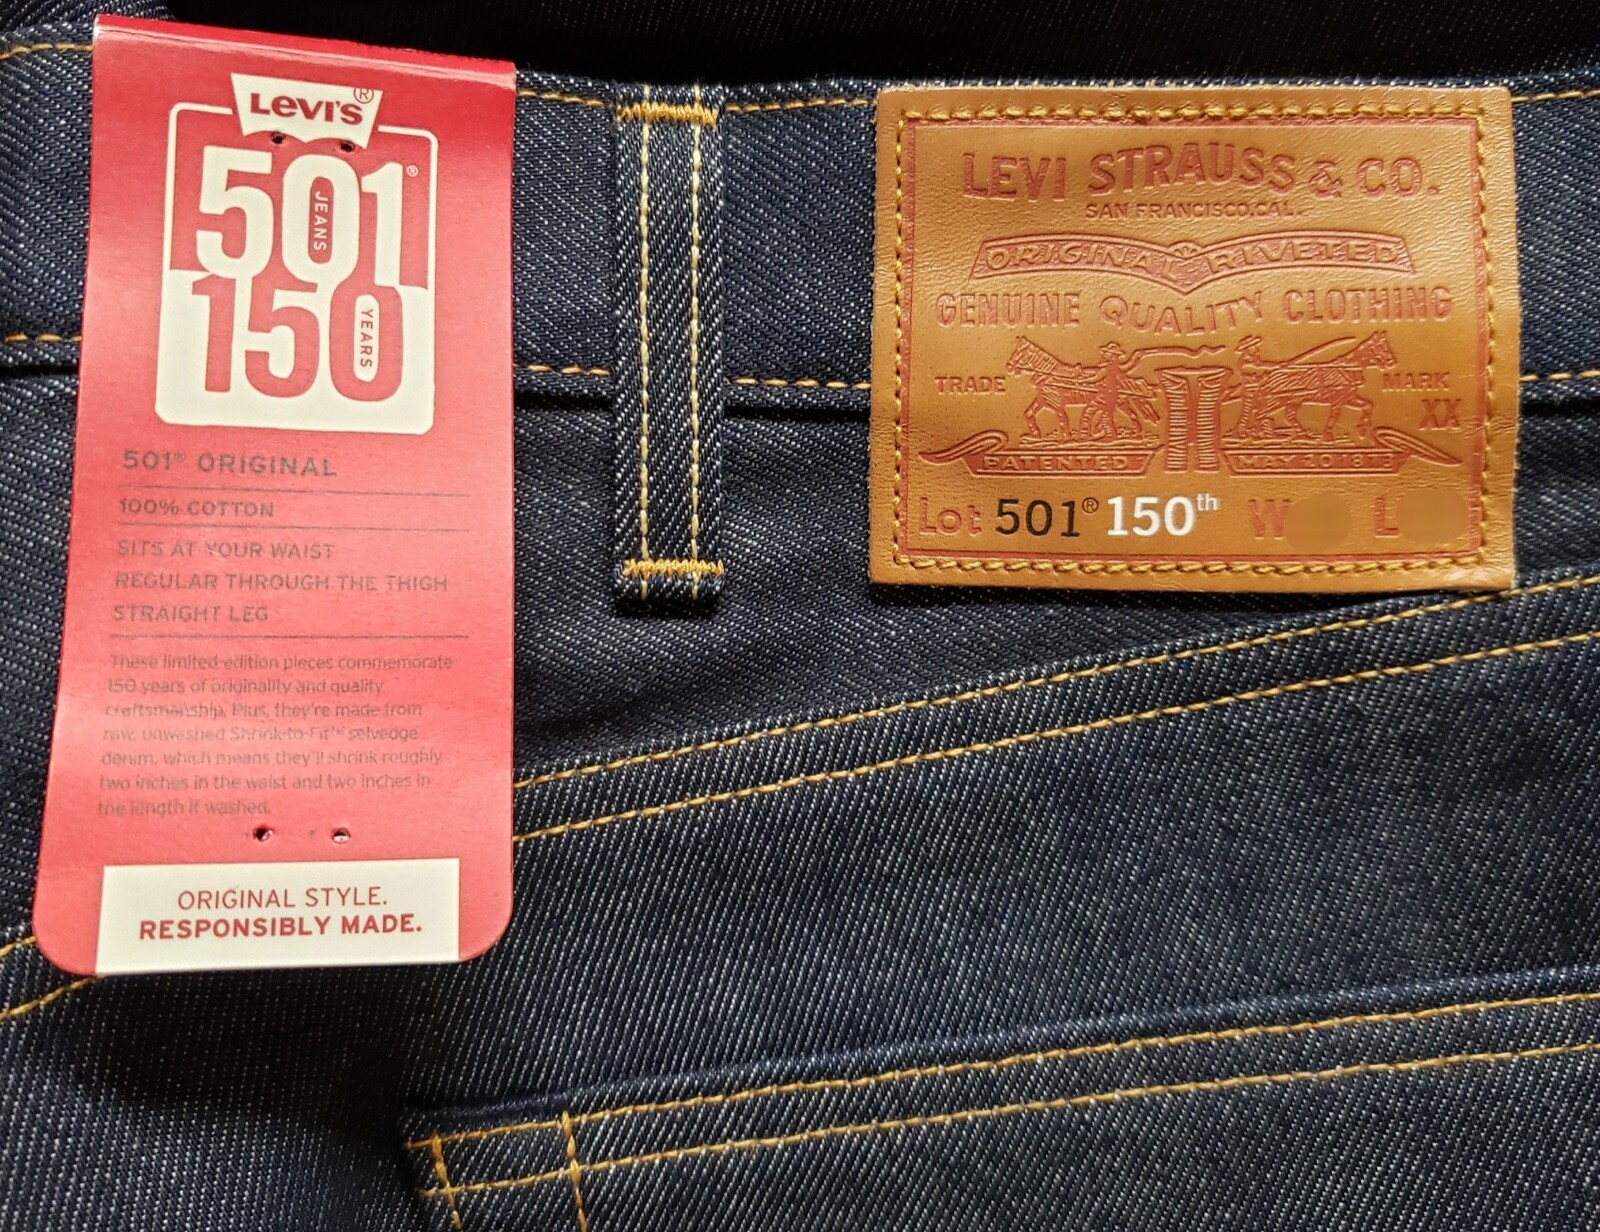 LEVI'S®
501®
JEANS
150
YEARS
501® ORIGINAL
100% COTTON
SITS AT YOUR WAIST
REGULAR THROUGH THE THIGH
STRAIGHT LEG
These limited-edition pieces commemorate
150 years of originality and quality
craftsmanship. Plus, they're made from
raw, unwashed Shrink-to-Fit™ selvedge
denim, which means they'll shrink roughly
two inches in the waist and two inches in
the length if washed.
ORIGINAL STYLE.
RESPONSIBLY MADE.
LEVI STRAUSS & CO.
SAN FRANCISCO, CAL.
ORIGINAL RIVETED
GENUINE QUALITY CLOTHING
TRADE MARK
XX
PATENTED MAY 20 1873
Lot 501® 150th W L